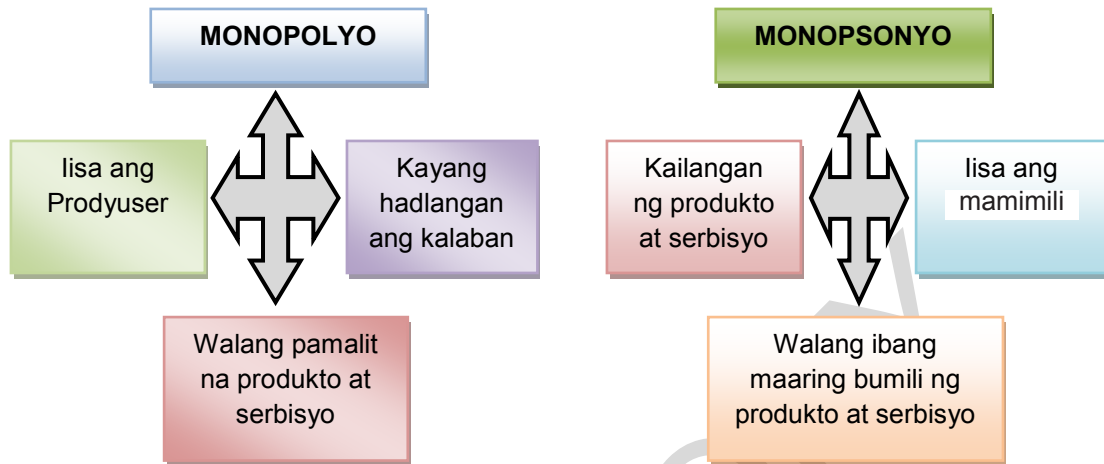 MONOPOLYO
Iisa ang
Prodyuser
Kayang
hadlangan
ang kalaban
Walang pamalit
na produkto at
serbisyo
MONOPSONYO
Kailangan
ng produkto
at serbisyo
Iisa ang
mamimili
Walang ibang
maaring bumili ng
produkto at serbisyo